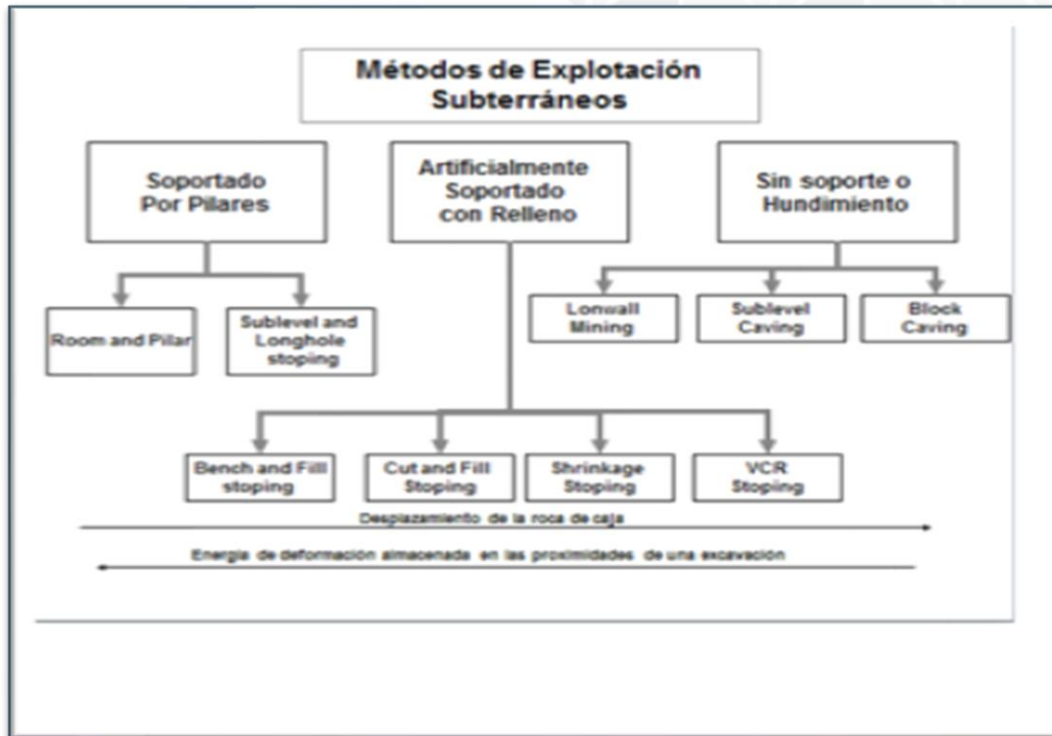 Métodos de Explotación
Subterráneos
Soportado
Por Pilares
Artificialmente
Soportado
con Relleno
Sin soporte o
Hundimiento
Room and Pilar
Sublevel and
Longhole
stoping
Lonwall
Mining
Sublevel
Caving
Block
Caving
Bench and Fill
stoping
Cut and Fill
Stoping
Shrinkage
Stoping
VCR
Stoping
Desplazamiento de la roca de caja
Energia de deformación almacenada en las proximidades de una excavación